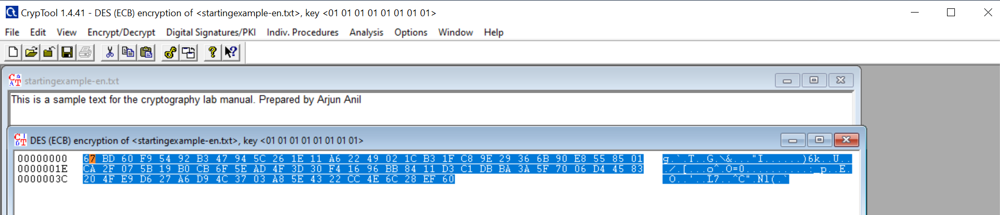 CrypTool 1.4.41 - DES (ECB) encryption of <startingexample-en.txt>, key <01 01 01 01 01 01 01 01>
File Edit View Encrypt/Decrypt Digital Signatures/PKI Indiv. Procedures Analysis Options Window Help
startingexample-en.txt
This is a sample text for the cryptography lab manual. Prepared by Arjun Anil
DES (ECB) encryption of <startingexample-en.txt>, key <01 01 01 01 01 01 01 01>
00000000 67 BD 60 F9 54 92 B3 47 94 5C 26 1E 11 A6 22 49 02 1C B3 1F C8 9E 29 36 6B 90 E8 55 85 01 g.`.T..G.\&...."I......)6k..U..
0000001E CA 2F 07 5B 19 B0 CB 6F 5E AD 4F 3D 30 F4 16 96 BB 84 11 D3 C1 DB BA 3A 5F 70 06 D4 45 83 ./.[...o^.O=0..........:_p..E.
0000003C 20 4F E9 D6 27 A6 D9 4C 37 03 A8 5E 43 22 CC 4E 6C 28 EF 60 O..'..L7..^C".Nl(.`